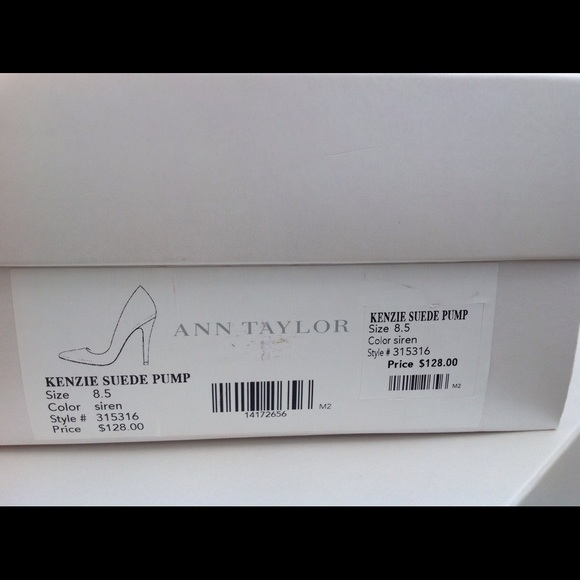 ANN TAYLOR
KENZIE SUEDE PUMP
Size 8.5
Color siren
Style # 315316
Price $128.00
14172656
M2
KENZIE SUEDE PUMP
Size 8.5
Color siren
Style # 315316
Price $128.00
M2